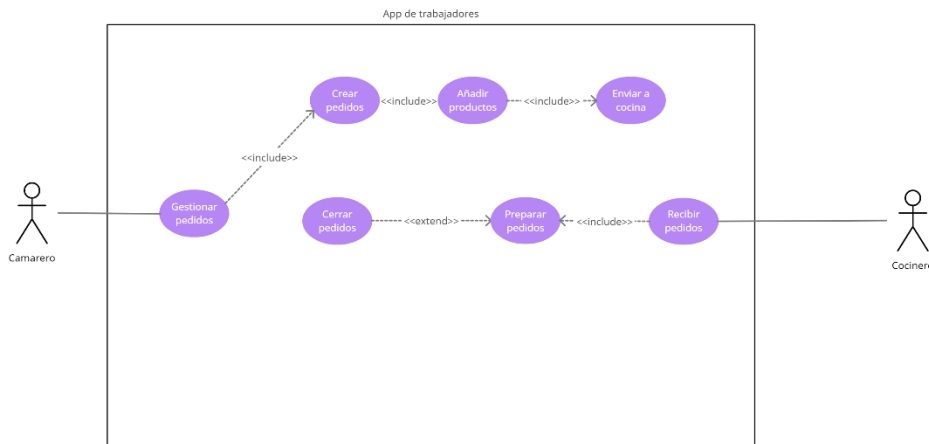 App de trabajadores
Crear
pedidos
<<include>>
Añadir
productos
<<include>>
Enviar a
cocina
<<include>>
Gestionar
pedidos
Cerrar
pedidos
<<extend>>
Preparar
pedidos
<<include>>
Recibir
pedidos
Camarero
Cociner